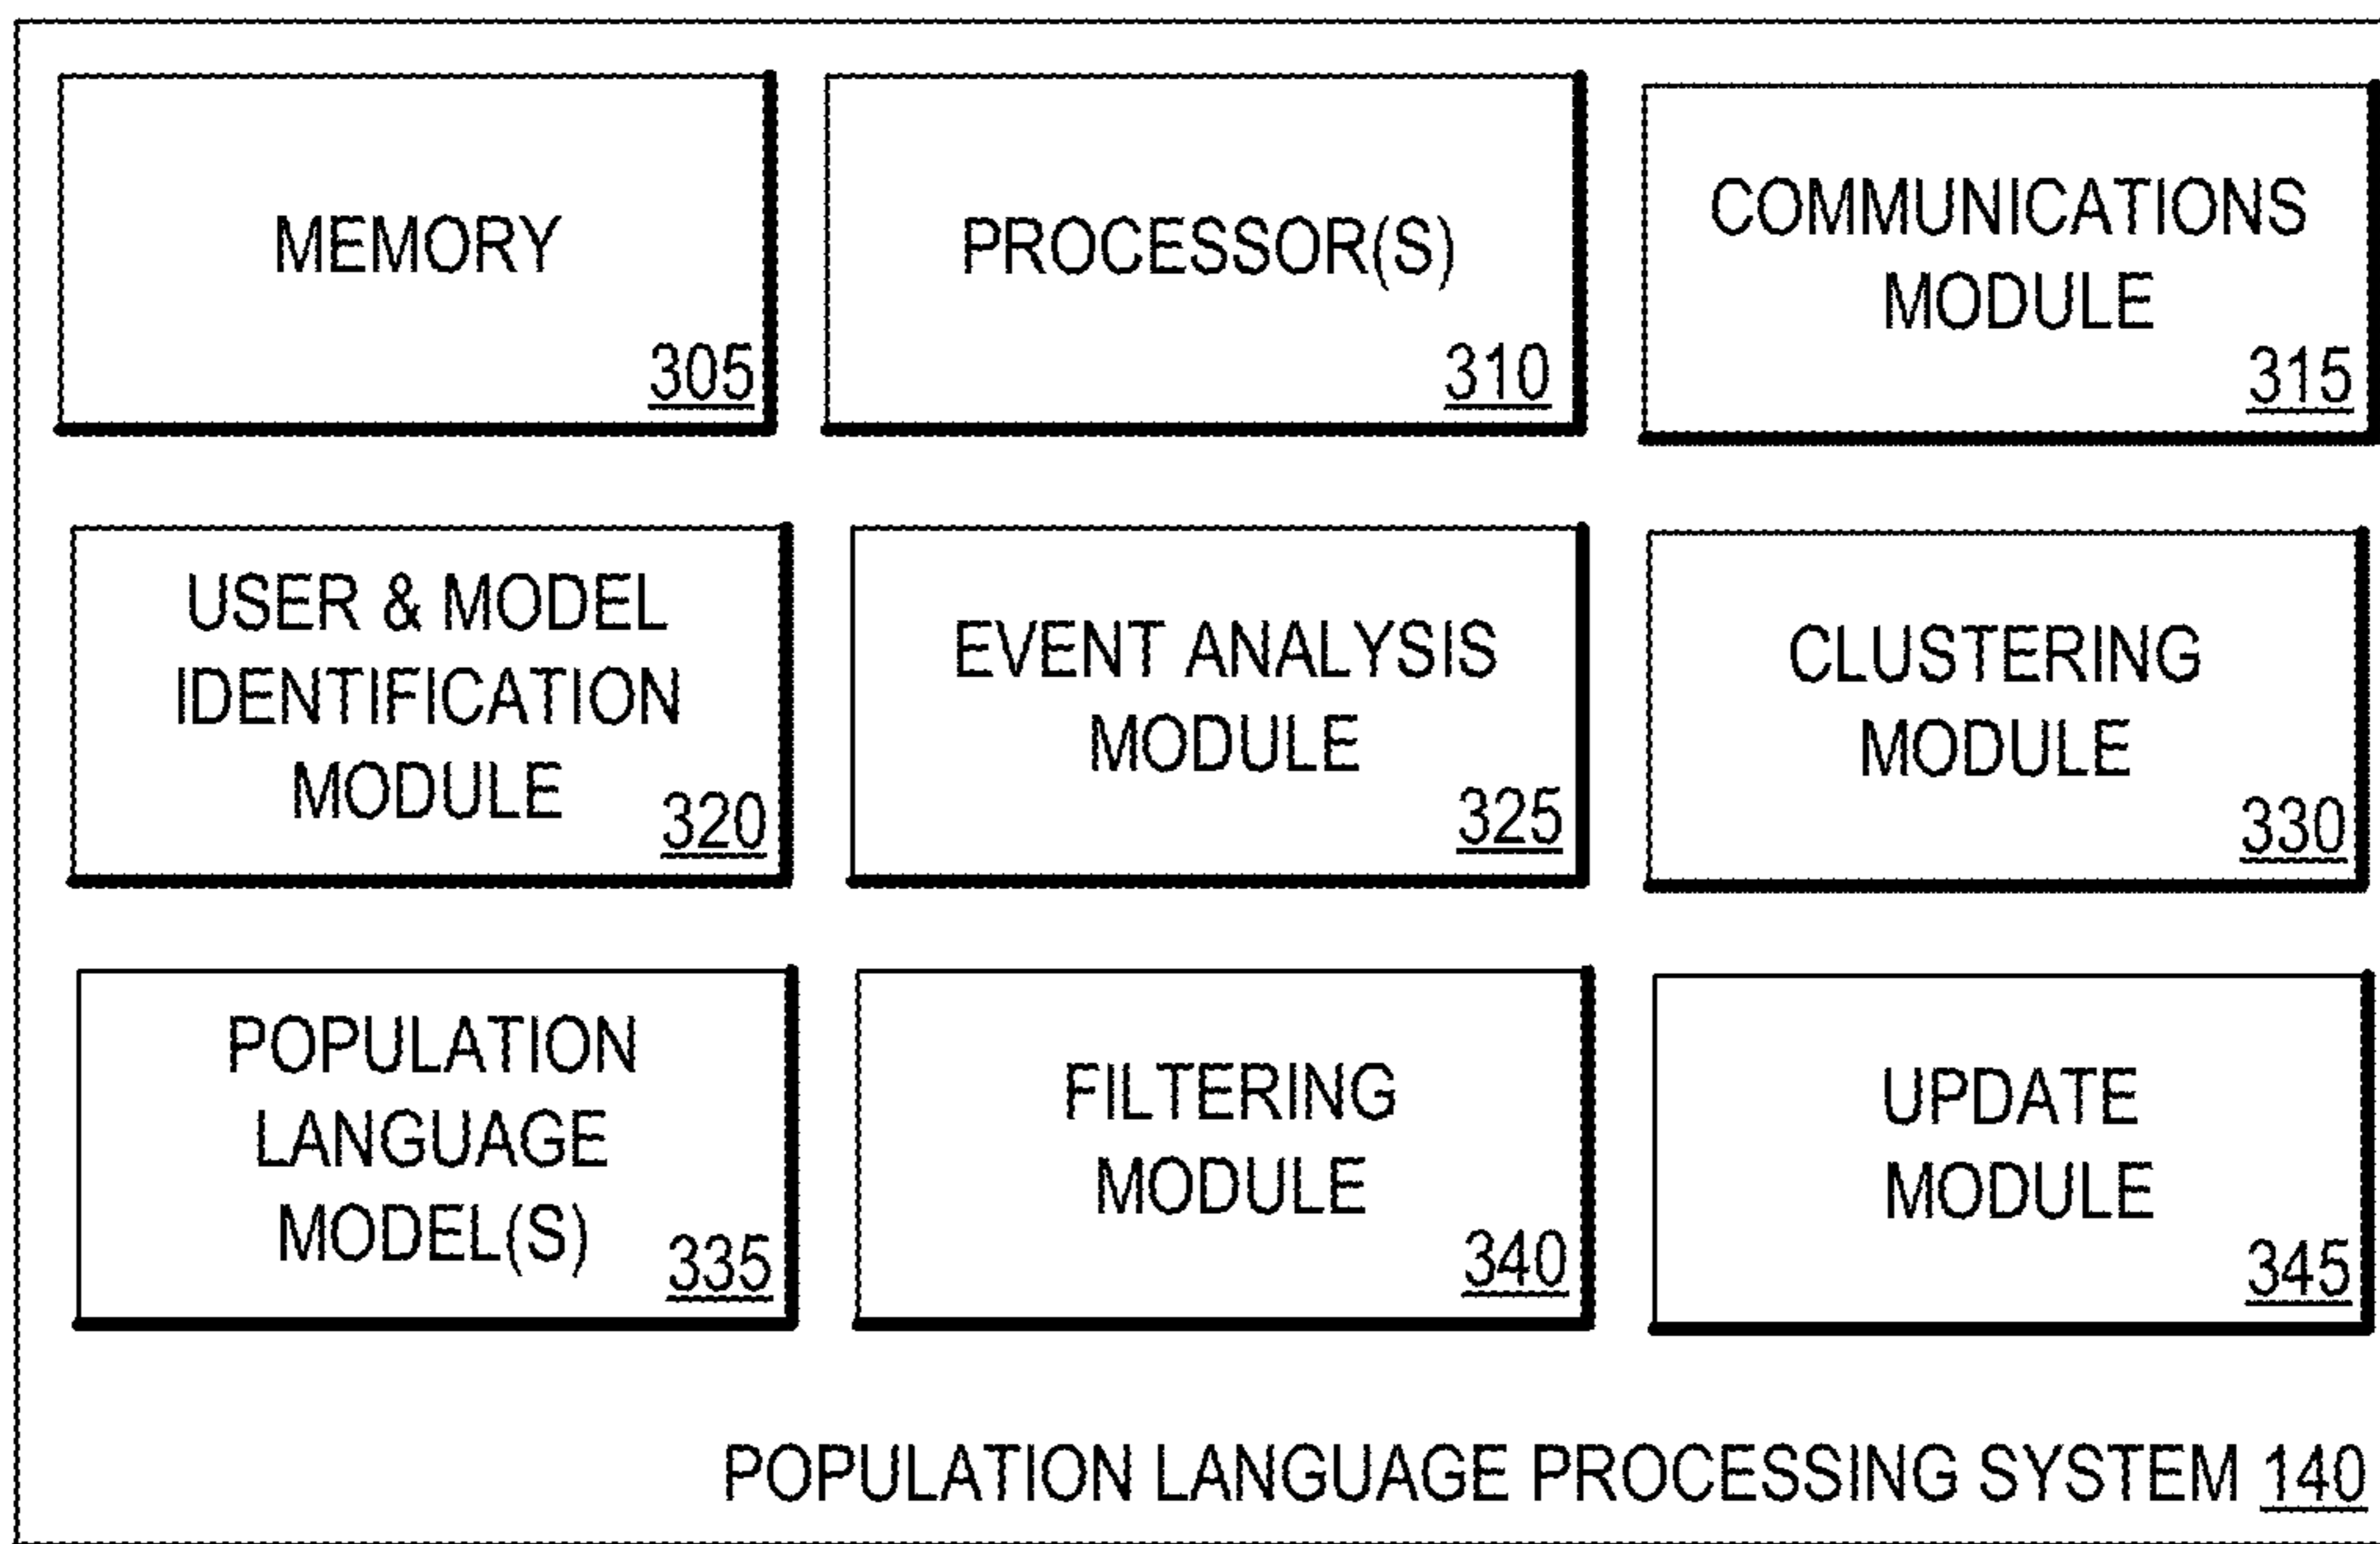 MEMORY
305
PROCESSOR(S)
310
COMMUNICATIONS
MODULE
315
USER & MODEL
IDENTIFICATION
MODULE
320
EVENT ANALYSIS
MODULE
325
CLUSTERING
MODULE
330
POPULATION
LANGUAGE
MODEL(S)
335
FILTERING
MODULE
340
UPDATE
MODULE
345
POPULATION LANGUAGE PROCESSING SYSTEM 140